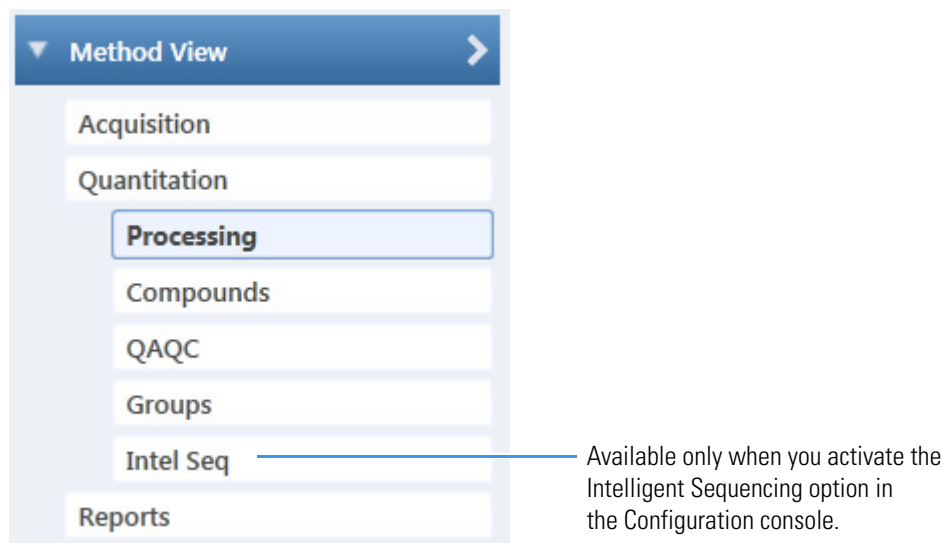 Method View
Acquisition
Quantitation
Processing
Compounds
QAQC
Groups
Intel Seq
Available only when you activate the
Intelligent Sequencing option in
the Configuration console.
Reports